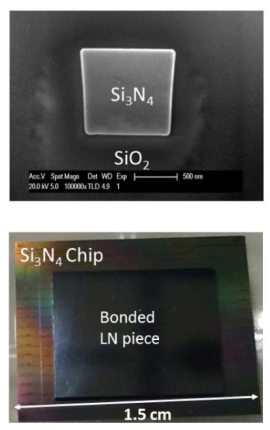 Si₃N₄
SiO₂
Acc.V Spot Magn Det WD Exp 500 nm
20.0 kV 5.0 100000x TLD 4.9 1
Si₃N₄ Chip
Bonded
LN piece
1.5 cm